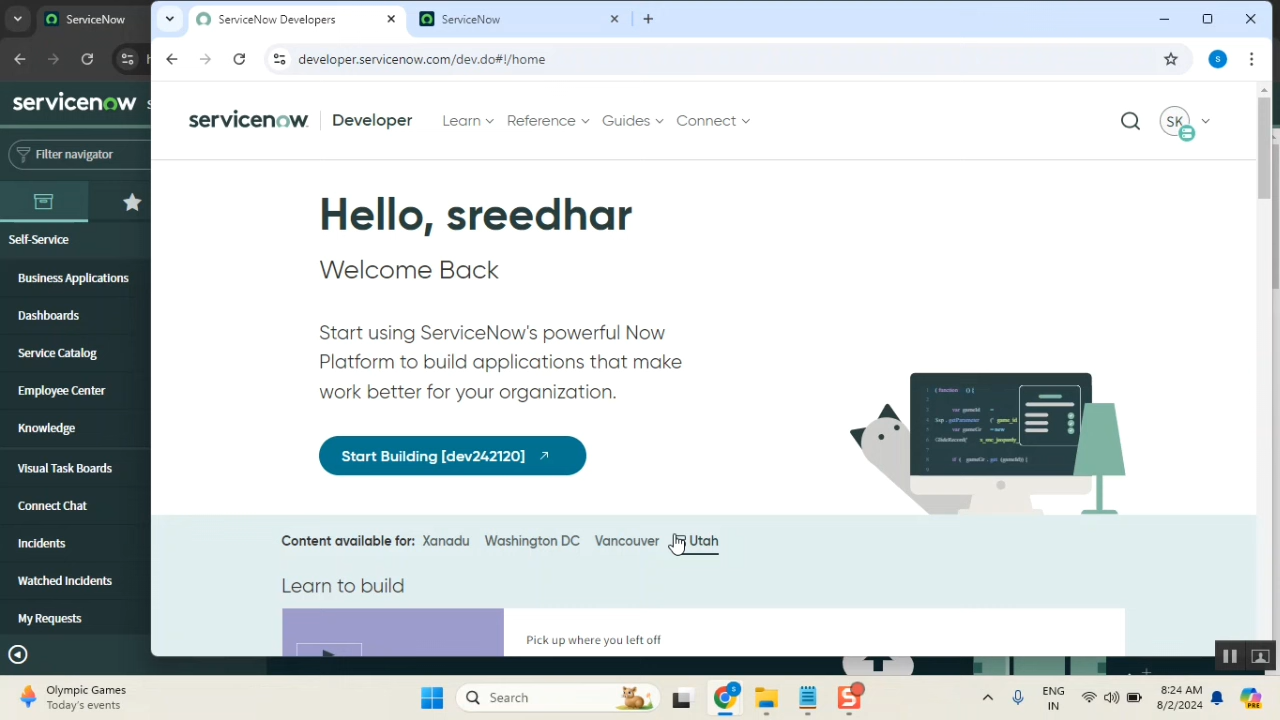 ServiceNow
ServiceNow Developers
ServiceNow
developer.servicenow.com/dev.do#!/home
servicenow
Filter navigator
Self-Service
Business Applications
Dashboards
Service Catalog
Employee Center
Knowledge
Visual Task Boards
Service Chat
Incidents
Watched Incidents
My Requests
servicenow Developer Learn Reference Guides Connect SK
Hello, sreedhar
Welcome Back
Start using ServiceNow's powerful Now
Platform to build applications that make
work better for your organization.
Start Building [dev242120]
Content available for: Xanadu Washington DC Vancouver Utah
Learn to build
Pick up where you left off
Olympic Games
Today's events
Search
ENG
IN
8:24 AM
8/2/2024